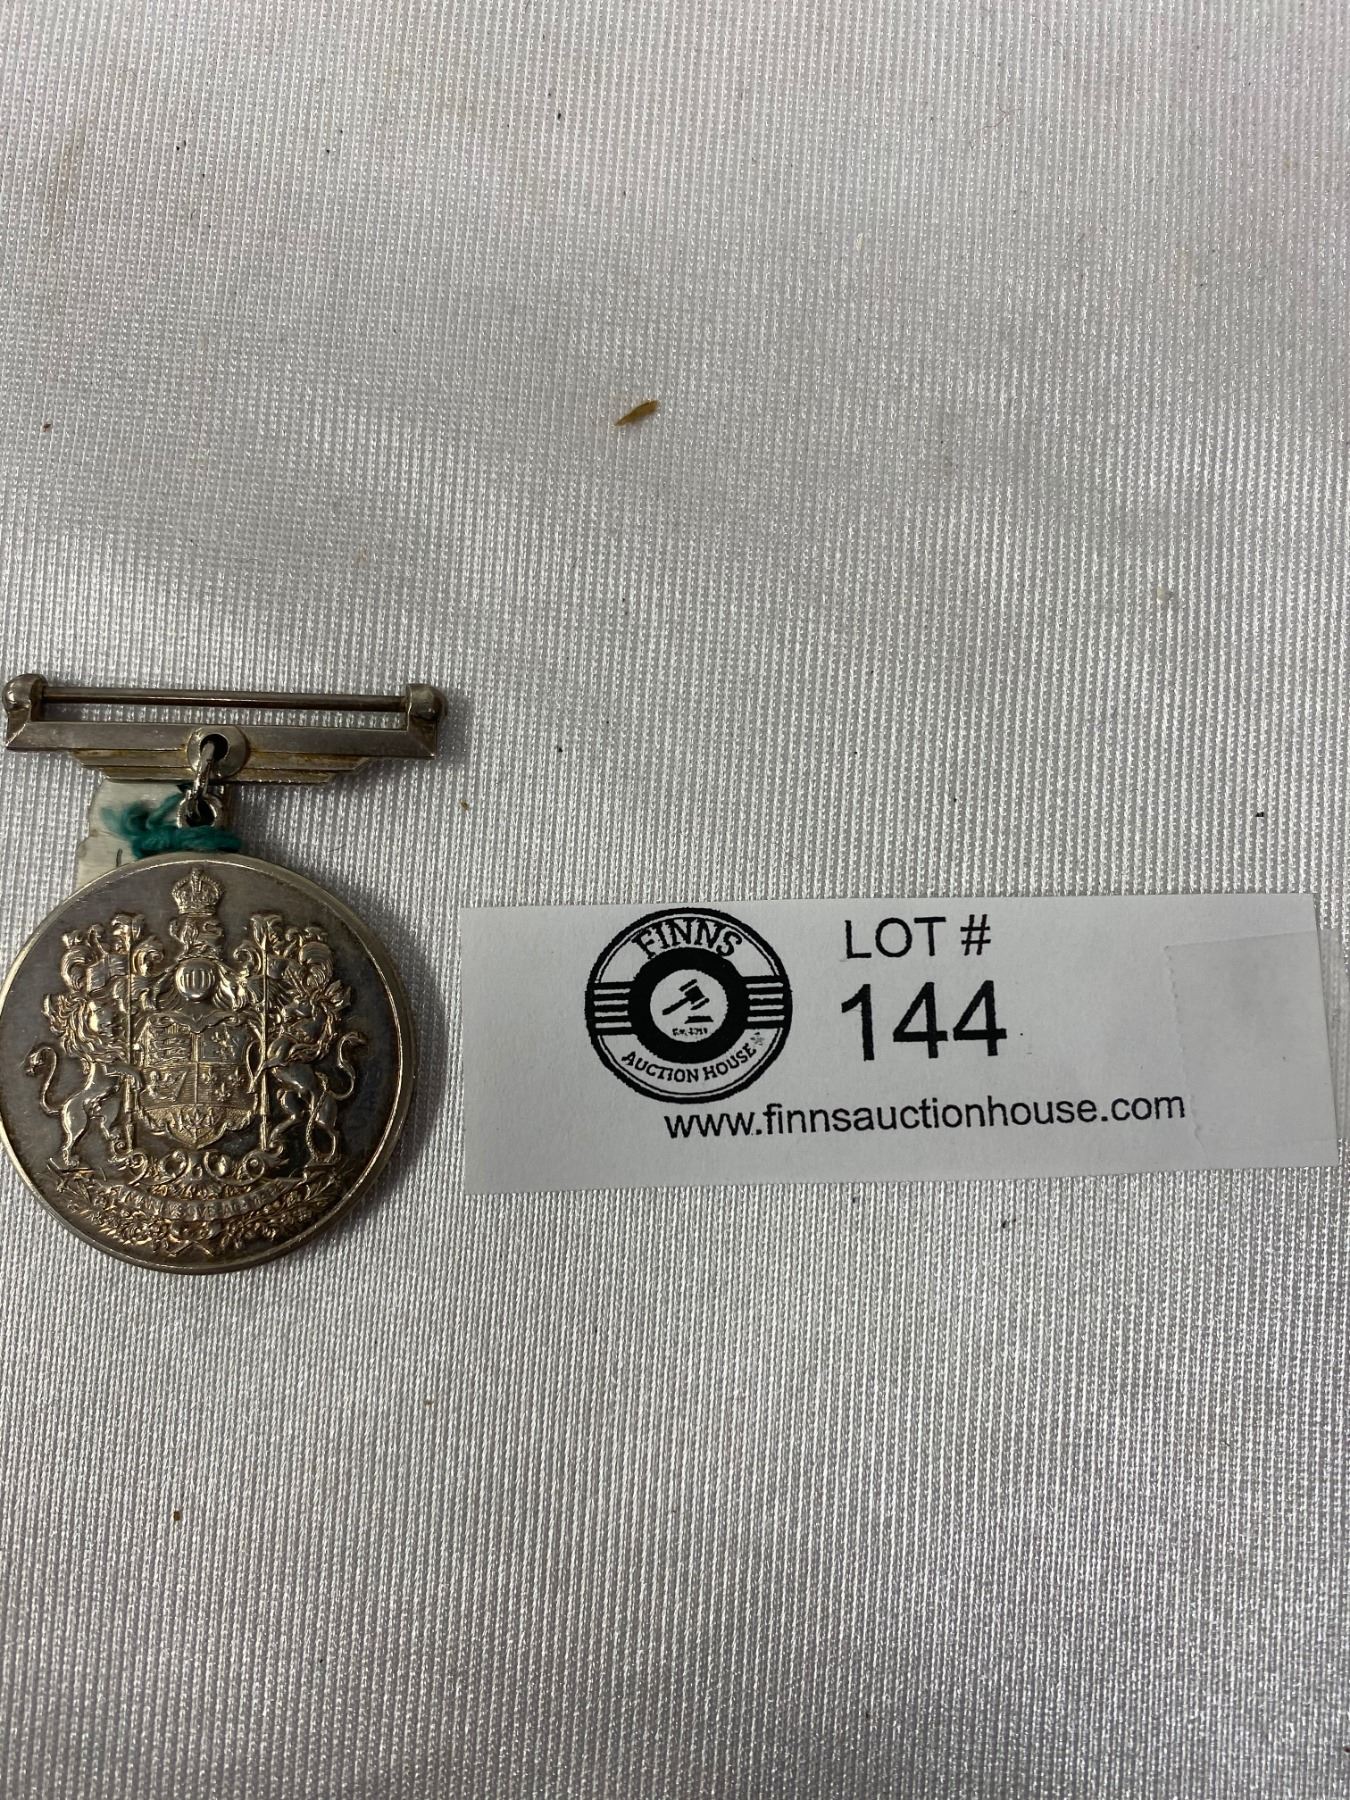 FINNS
AUCTION HOUSE
LOT #
144
www.finnsauctionhouse.com